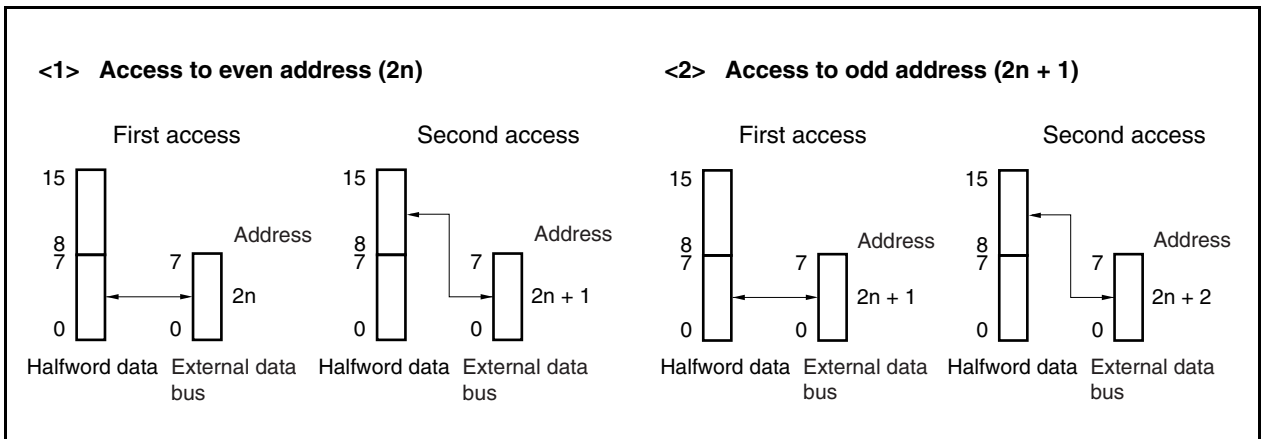 <1> Access to even address (2n)
First access
15
8
7
0
Halfword data
7
0
Address
2n
External data
bus
Second access
15
8
7
0
Halfword data
7
0
Address
2n + 1
External data
bus
<2> Access to odd address (2n + 1)
First access
15
8
7
0
Halfword data
7
0
Address
2n + 1
External data
bus
Second access
15
8
7
0
Halfword data
7
0
Address
2n + 2
External data
bus